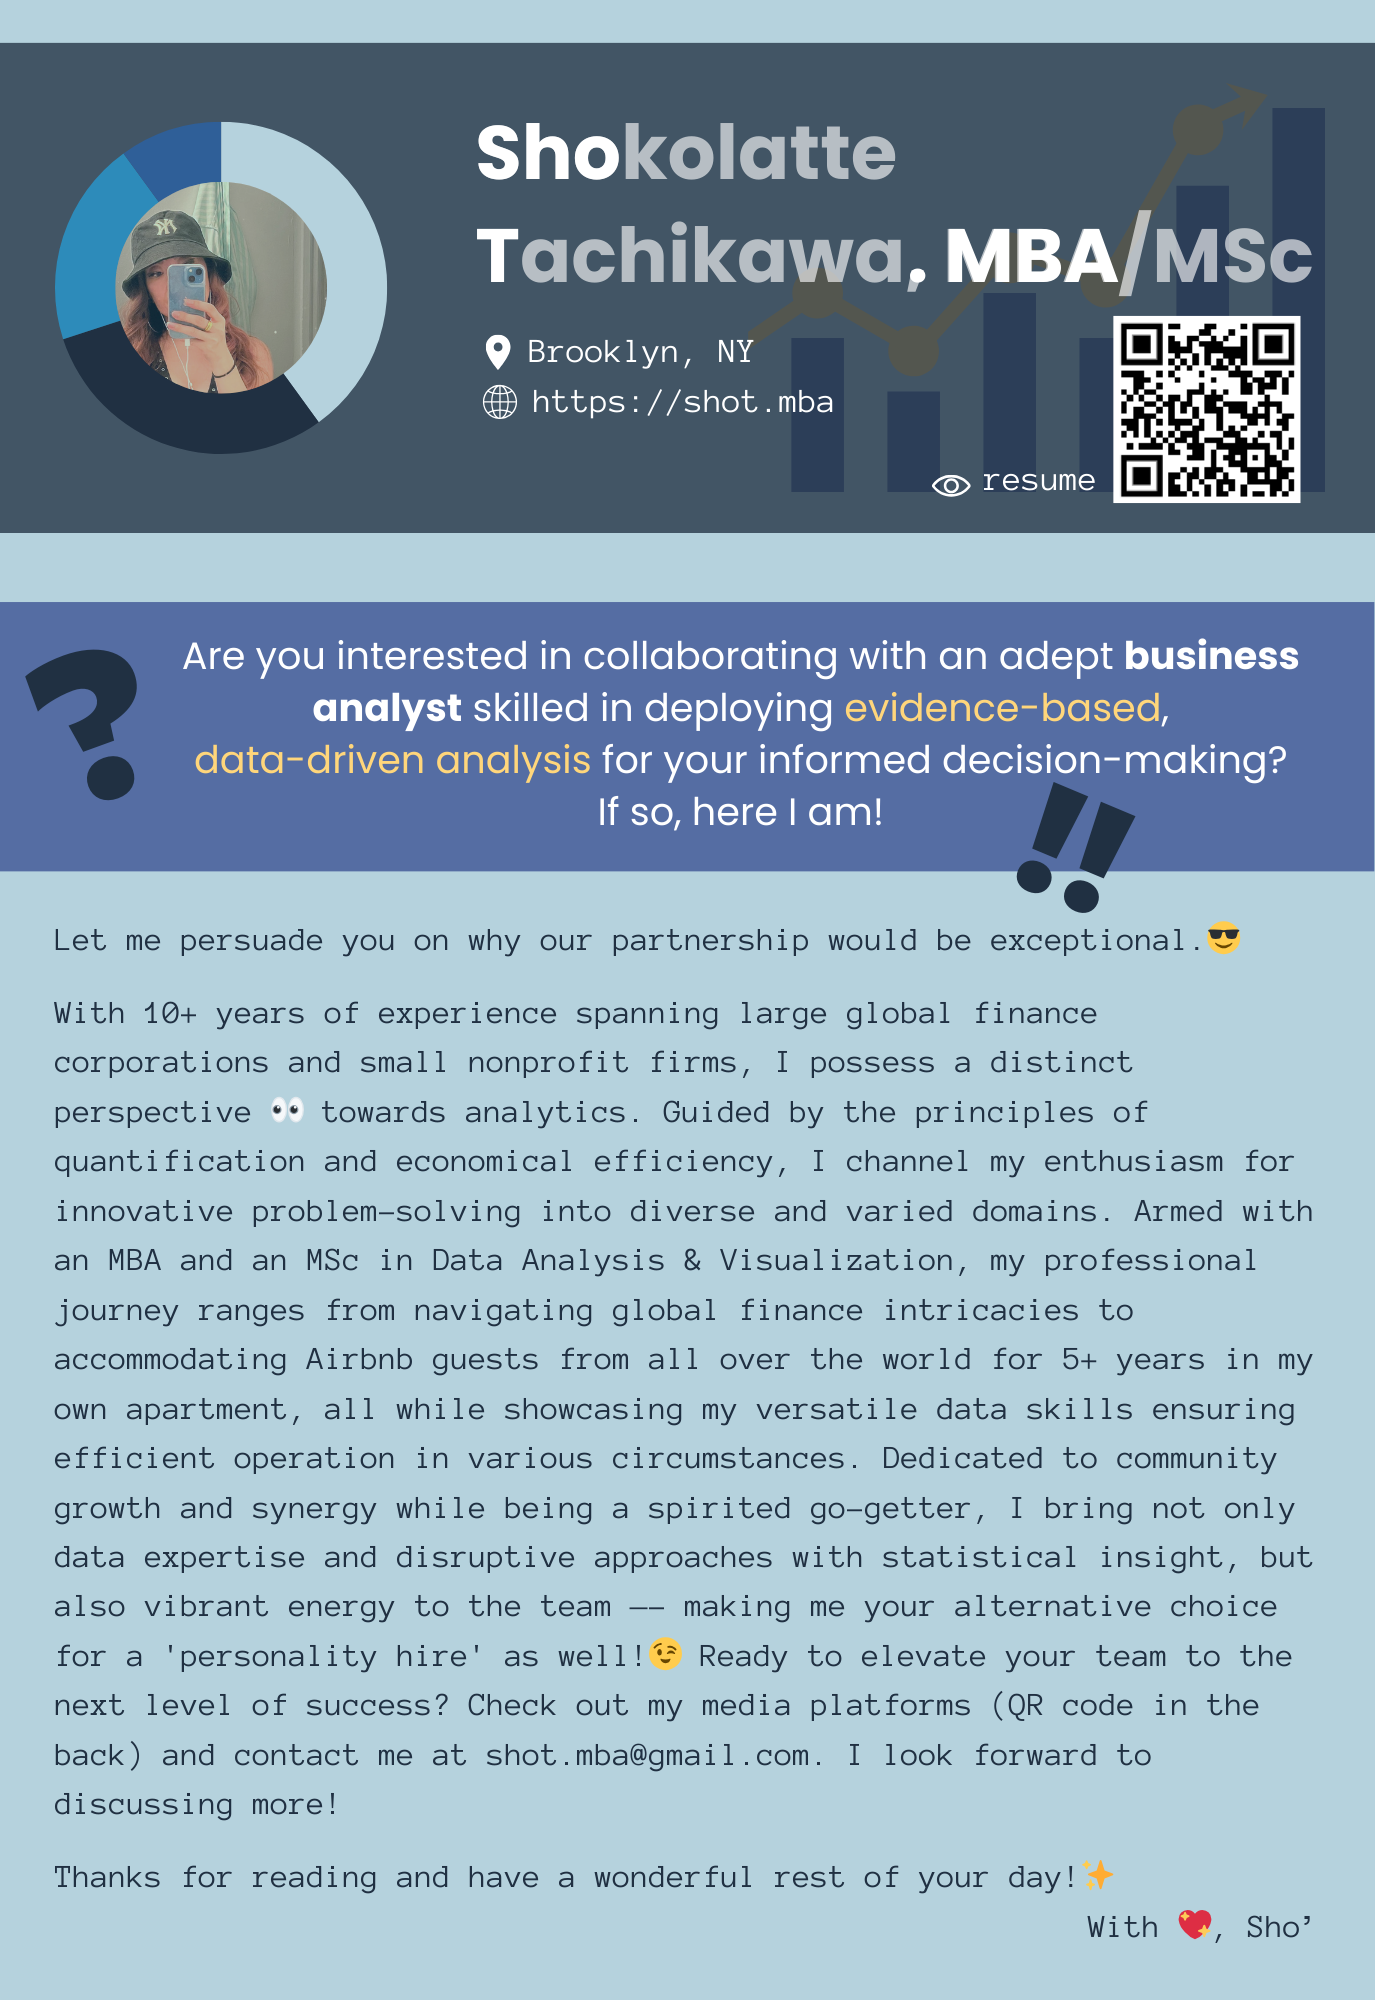 Shokolatte
Tachikawa, MBA/MSc
Brooklyn, NY
https://shot.mba
resume
?
Are you interested in collaborating with an adept business
analyst skilled in deploying evidence-based,
data-driven analysis for your informed decision-making?
If so, here I am!
!!
Let me persuade you on why our partnership would be exceptional.😎
With 10+ years of experience spanning large global finance
corporations and small nonprofit firms, I possess a distinct
perspective 👀 towards analytics. Guided by the principles of
quantification and economical efficiency, I channel my enthusiasm for
innovative problem-solving into diverse and varied domains. Armed with
an MBA and an MSc in Data Analysis & Visualization, my professional
journey ranges from navigating global finance intricacies to
accommodating Airbnb guests from all over the world for 5+ years in my
own apartment, all while showcasing my versatile data skills ensuring
efficient operation in various circumstances. Dedicated to community
growth and synergy while being a spirited go-getter, I bring not only
data expertise and disruptive approaches with statistical insight, but
also vibrant energy to the team -- making me your alternative choice
for a 'personality hire' as well!😉 Ready to elevate your team to the
next level of success? Check out my media platforms (QR code in the
back) and contact me at shot.mba@gmail.com. I look forward to
discussing more!
Thanks for reading and have a wonderful rest of your day!✨
With 💖, Sho’